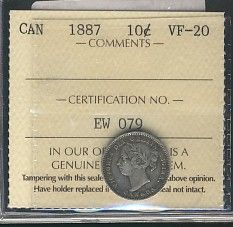 CAN 1887 10¢ VF-20
— COMMENTS —
— CERTIFICATION NO. —
EW 079
IN OUR IS A
GENUINE
Tampering with this above opinion.
Have holder replaced if not intact.